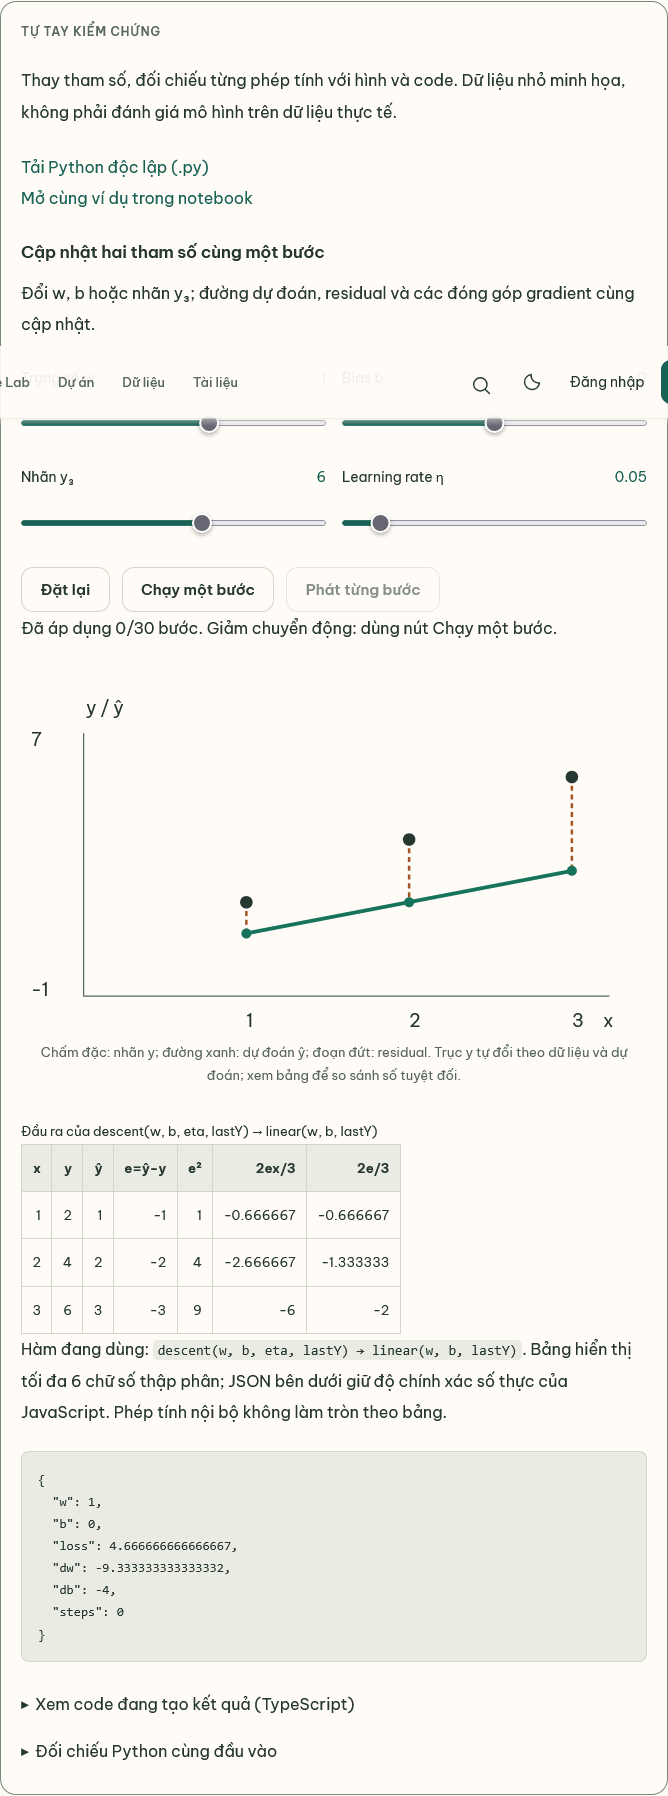 TỰ TAY KIỂM CHỨNG
Thay tham số, đối chiếu từng phép tính với hình và code. Dữ liệu nhỏ minh họa,
không phải đánh giá mô hình trên dữ liệu thực tế.
Tải Python độc lập (.py)
Mở cùng ví dụ trong notebook
Cập nhật hai tham số cùng một bước
Đổi w, b hoặc nhãn y₃; đường dự đoán, residual và các đóng góp gradient cùng
cập nhật.
Lab Dự án Dữ liệu Tài liệu Đăng nhập
Bias b
Nhãn y₃ 6 Learning rate η 0.05
Đặt lại Chạy một bước Phát từng bước
Đã áp dụng 0/30 bước. Giảm chuyển động: dùng nút Chạy một bước.
y / ŷ
7
-1
1 2 3 x
Chấm đặc: nhãn y; đường xanh: dự đoán ŷ; đoạn đứt: residual. Trục y tự đổi theo dữ liệu và dự
đoán; xem bảng để so sánh số tuyệt đối.
Đầu ra của descent(w, b, eta, lastY) → linear(w, b, lastY)
x y ŷ e=ŷ-y e² 2ex/3 2e/3
1 2 1 -1 1 -0.666667 -0.666667
2 4 2 -2 4 -2.666667 -1.333333
3 6 3 -3 9 -6 -2
Hàm đang dùng: descent(w, b, eta, lastY) → linear(w, b, lastY). Bảng hiển thị
tối đa 6 chữ số thập phân; JSON bên dưới giữ độ chính xác số thực của
JavaScript. Phép tính nội bộ không làm tròn theo bảng.
{
"w": 1,
"b": 0,
"loss": 4.666666666666667,
"dw": -9.333333333333332,
"db": -4,
"steps": 0
}
▸ Xem code đang tạo kết quả (TypeScript)
▸ Đối chiếu Python cùng đầu vào